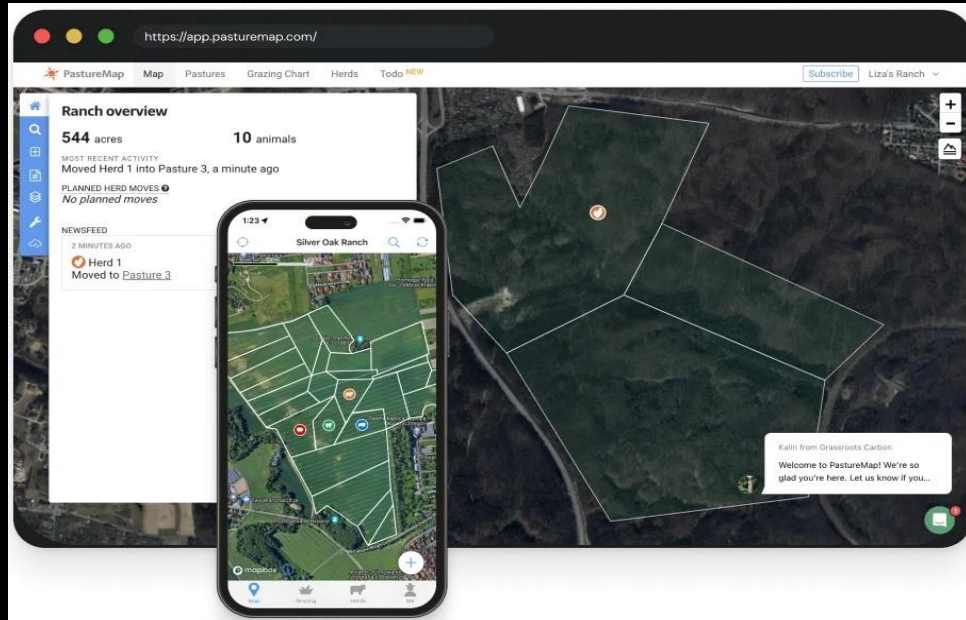 https://app.pasturemap.com/
PastureMap Map Pastures Grazing Chart Herds Todo NEW Subscribe Liza's Ranch
Ranch overview
544 acres 10 animals
MOST RECENT ACTIVITY
Moved Herd 1 into Pasture 3, a minute ago
PLANNED HERD MOVES
No planned moves
NEWSFEED
2 MINUTES AGO
Herd 1
Moved to Pasture 3
1:23
Silver Oak Ranch
mapbox
Map Grazing Herds Me
Kalin from Grassroots Carbon
Welcome to PastureMap! We're so
glad you're here. Let us know if you...
1